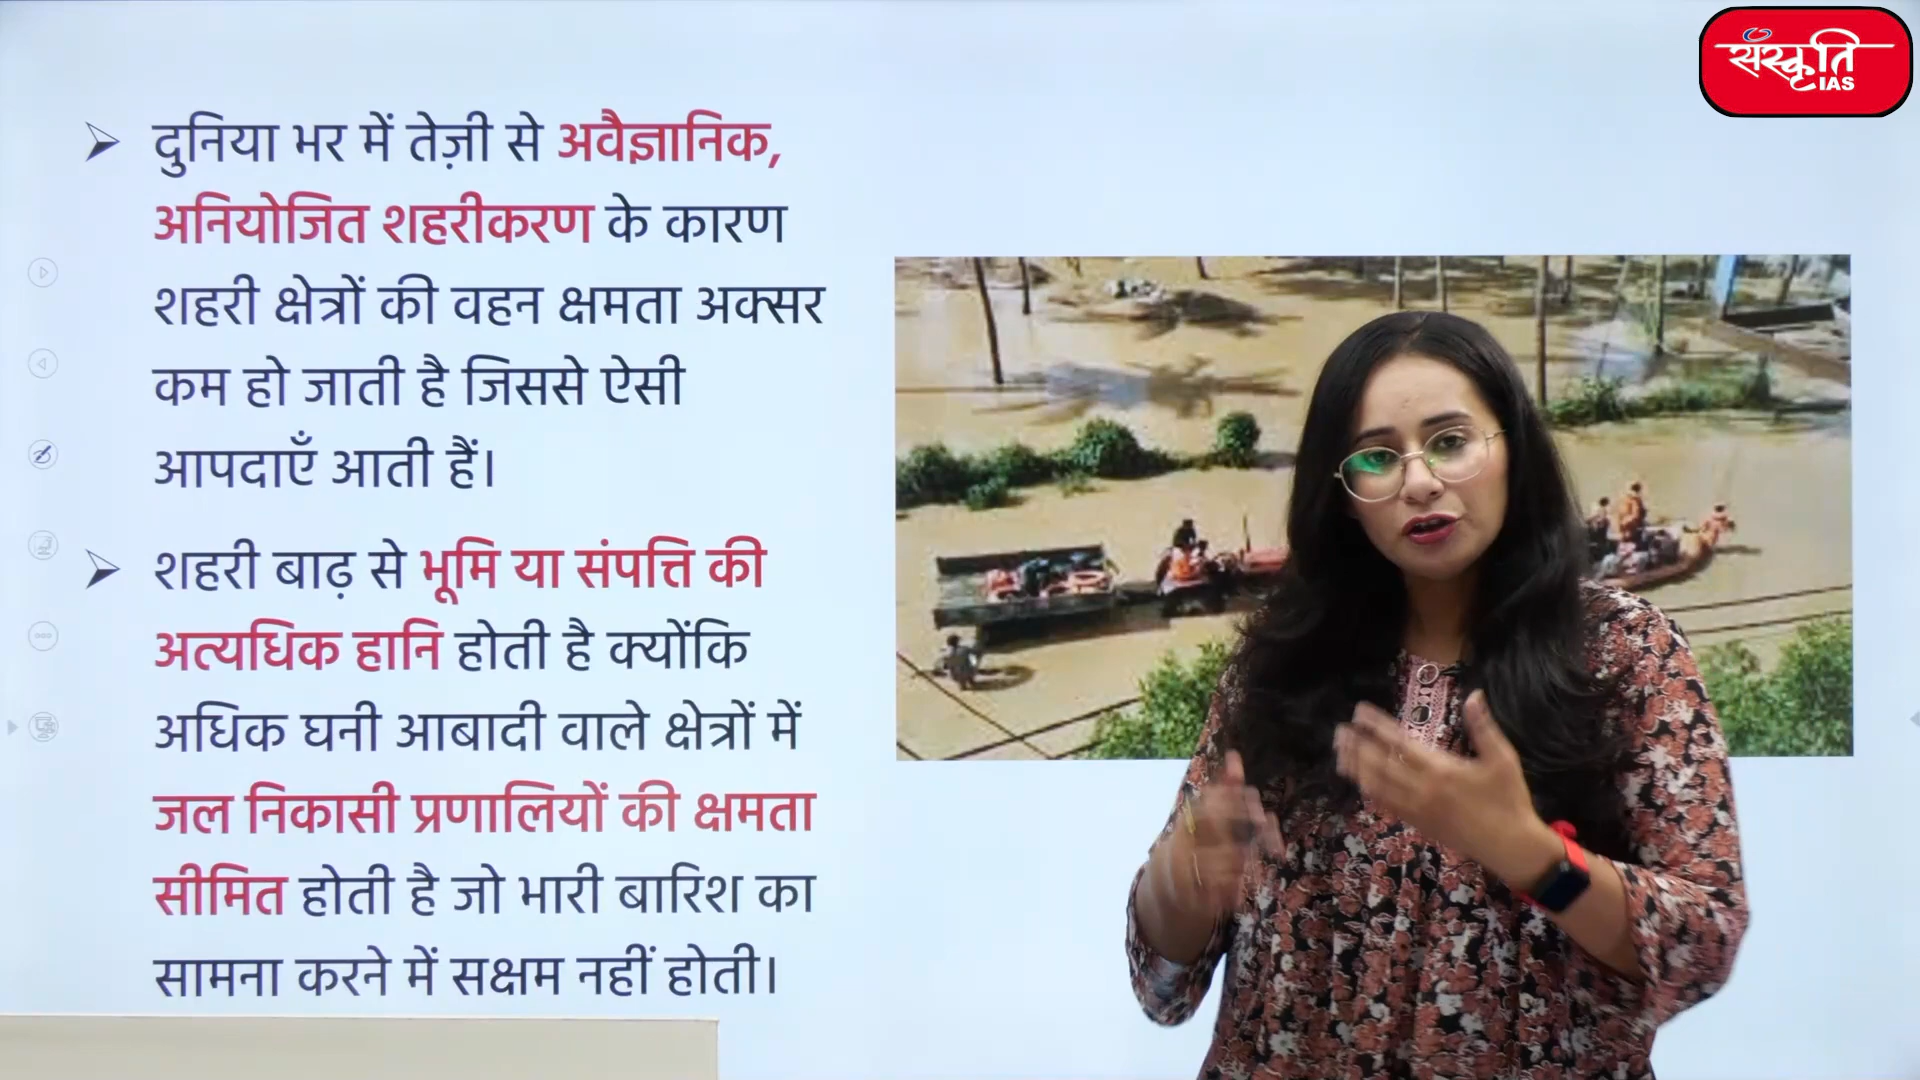 संस्कृति
IAS
➤ दुनिया भर में तेज़ी से अवैज्ञानिक,
अनियोजित शहरीकरण के कारण
शहरी क्षेत्रों की वहन क्षमता अक्सर
कम हो जाती है जिससे ऐसी
आपदाएँ आती हैं।
➤ शहरी बाढ़ से भूमि या संपत्ति की
अत्यधिक हानि होती है क्योंकि
अधिक घनी आबादी वाले क्षेत्रों में
जल निकासी प्रणालियों की क्षमता
सीमित होती है जो भारी बारिश का
सामना करने में सक्षम नहीं होती।